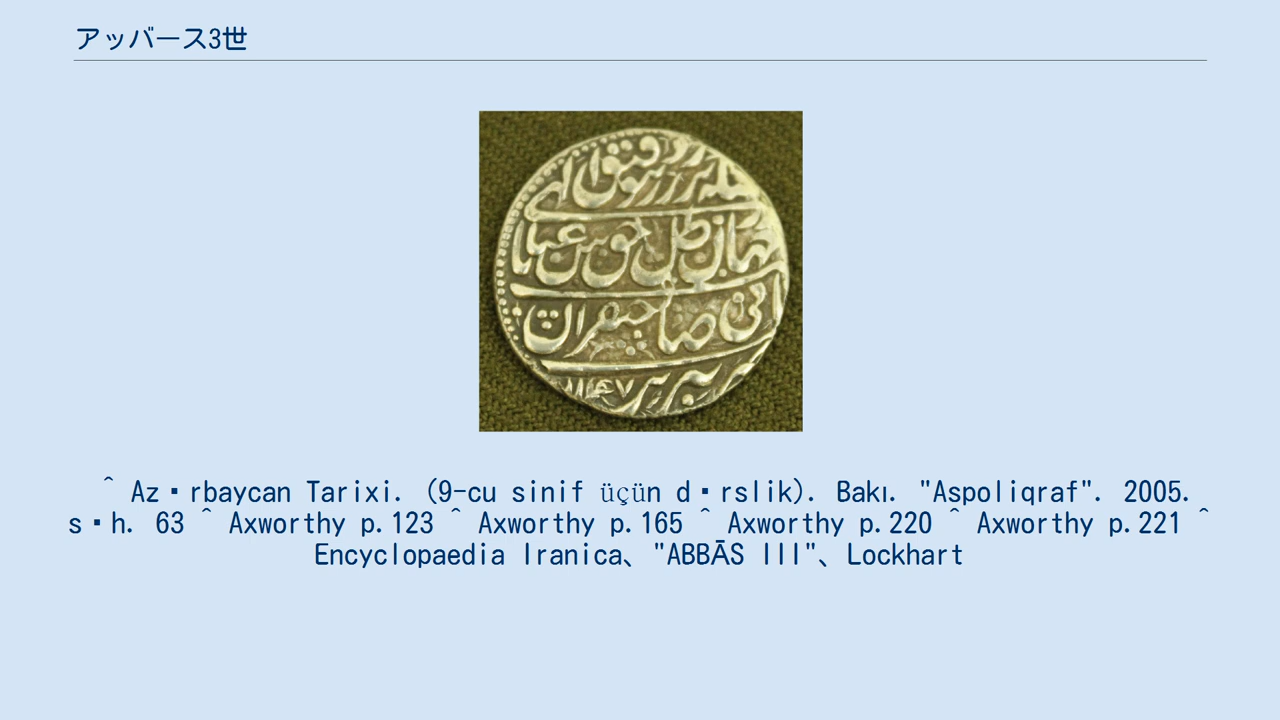 アッバース3世
^ Az▪rbaycan Tarixi. (9-cu sinif üçün d▪rslik). Bakı. "Aspoliqraf". 2005.
s▪h. 63 ^ Axworthy p.123 ^ Axworthy p.165 ^ Axworthy p.220 ^ Axworthy p.221 ^
Encyclopaedia Iranica、"ABBĀS III"、Lockhart